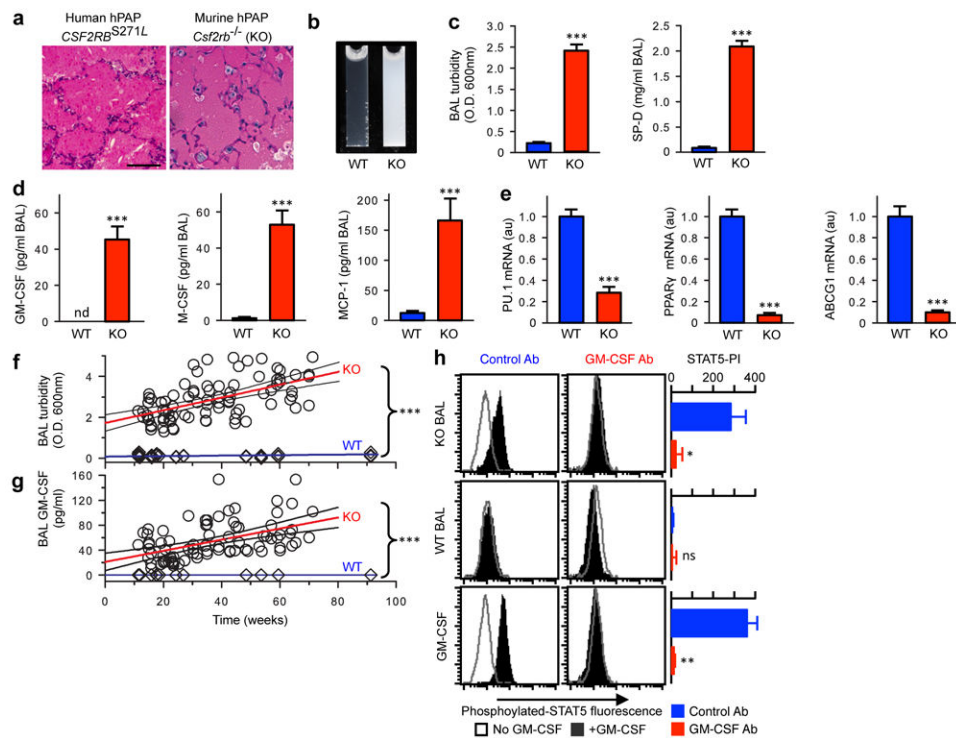 a
Human hPAP
CSF2RBS271L
Murine hPAP
Csf2rb-/- (KO)
b
WT KO
c
BAL turbidity
(O.D. 600nm)
3.0
2.5
2.0
1.5
1.0
0.5
0
***
WT KO
SP-D (mg/ml BAL)
2.5
2.0
1.5
1.0
0.5
0
***
WT KO
d
GM-CSF (pg/ml BAL)
60
40
20
0
nd
***
WT KO
M-CSF (pg/ml BAL)
60
40
20
0
***
WT KO
MCP-1 (pg/ml BAL)
200
150
100
50
0
***
WT KO
e
PU.1 mRNA (au)
1.0
0.8
0.6
0.4
0.2
0
***
WT KO
PPARγ mRNA (au)
1.0
0.8
0.6
0.4
0.2
0
***
WT KO
ABCG1 mRNA (au)
1.0
0.8
0.6
0.4
0.2
0
***
WT KO
f
BAL turbidity
(O.D. 600nm)
4
2
0
KO
WT
***
g
BAL GM-CSF
(pg/ml)
160
120
80
40
0
KO
WT
***
0 20 40 60 80 100
Time (weeks)
h
Control Ab
GM-CSF Ab
STAT5-PI
0 200 400
KO BAL
*
WT BAL
ns
GM-CSF
**
Phosphoylated-STAT5 fluorescence
No GM-CSF +GM-CSF
Control Ab
GM-CSF Ab